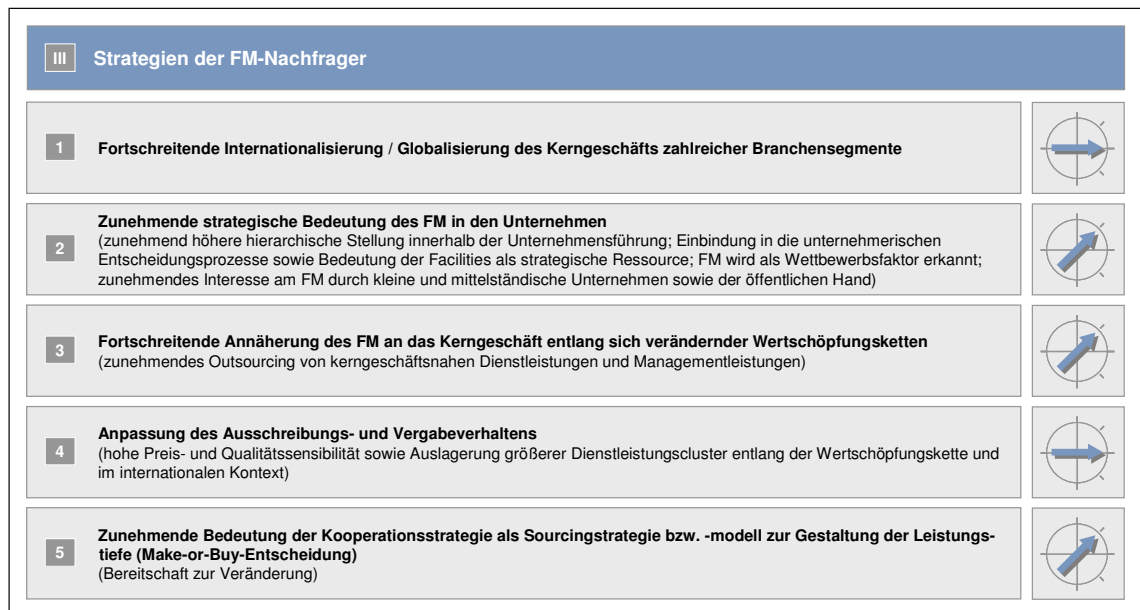 III Strategien der FM-Nachfrager
1 Fortschreitende Internationalisierung / Globalisierung des Kerngeschäfts zahlreicher Branchensegmente
Zunehmende strategische Bedeutung des FM in den Unternehmen
2 (zunehmend höhere hierarchische Stellung innerhalb der Unternehmensführung; Einbindung in die unternehmerischen
Entscheidungsprozesse sowie Bedeutung der Facilities als strategische Ressource; FM wird als Wettbewerbsfaktor erkannt;
zunehmendes Interesse am FM durch kleine und mittelständische Unternehmen sowie der öffentlichen Hand)
3 Fortschreitende Annäherung des FM an das Kerngeschäft entlang sich verändernder Wertschöpfungsketten
(zunehmendes Outsourcing von kerngeschäftsnahen Dienstleistungen und Managementleistungen)
Anpassung des Ausschreibungs- und Vergabeverhaltens
4 (hohe Preis- und Qualitätssensibilität sowie Auslagerung größerer Dienstleistungscluster entlang der Wertschöpfungskette und
im internationalen Kontext)
Zunehmende Bedeutung der Kooperationsstrategie als Sourcingstrategie bzw. -modell zur Gestaltung der Leistungs-
5 tiefe (Make-or-Buy-Entscheidung)
(Bereitschaft zur Veränderung)